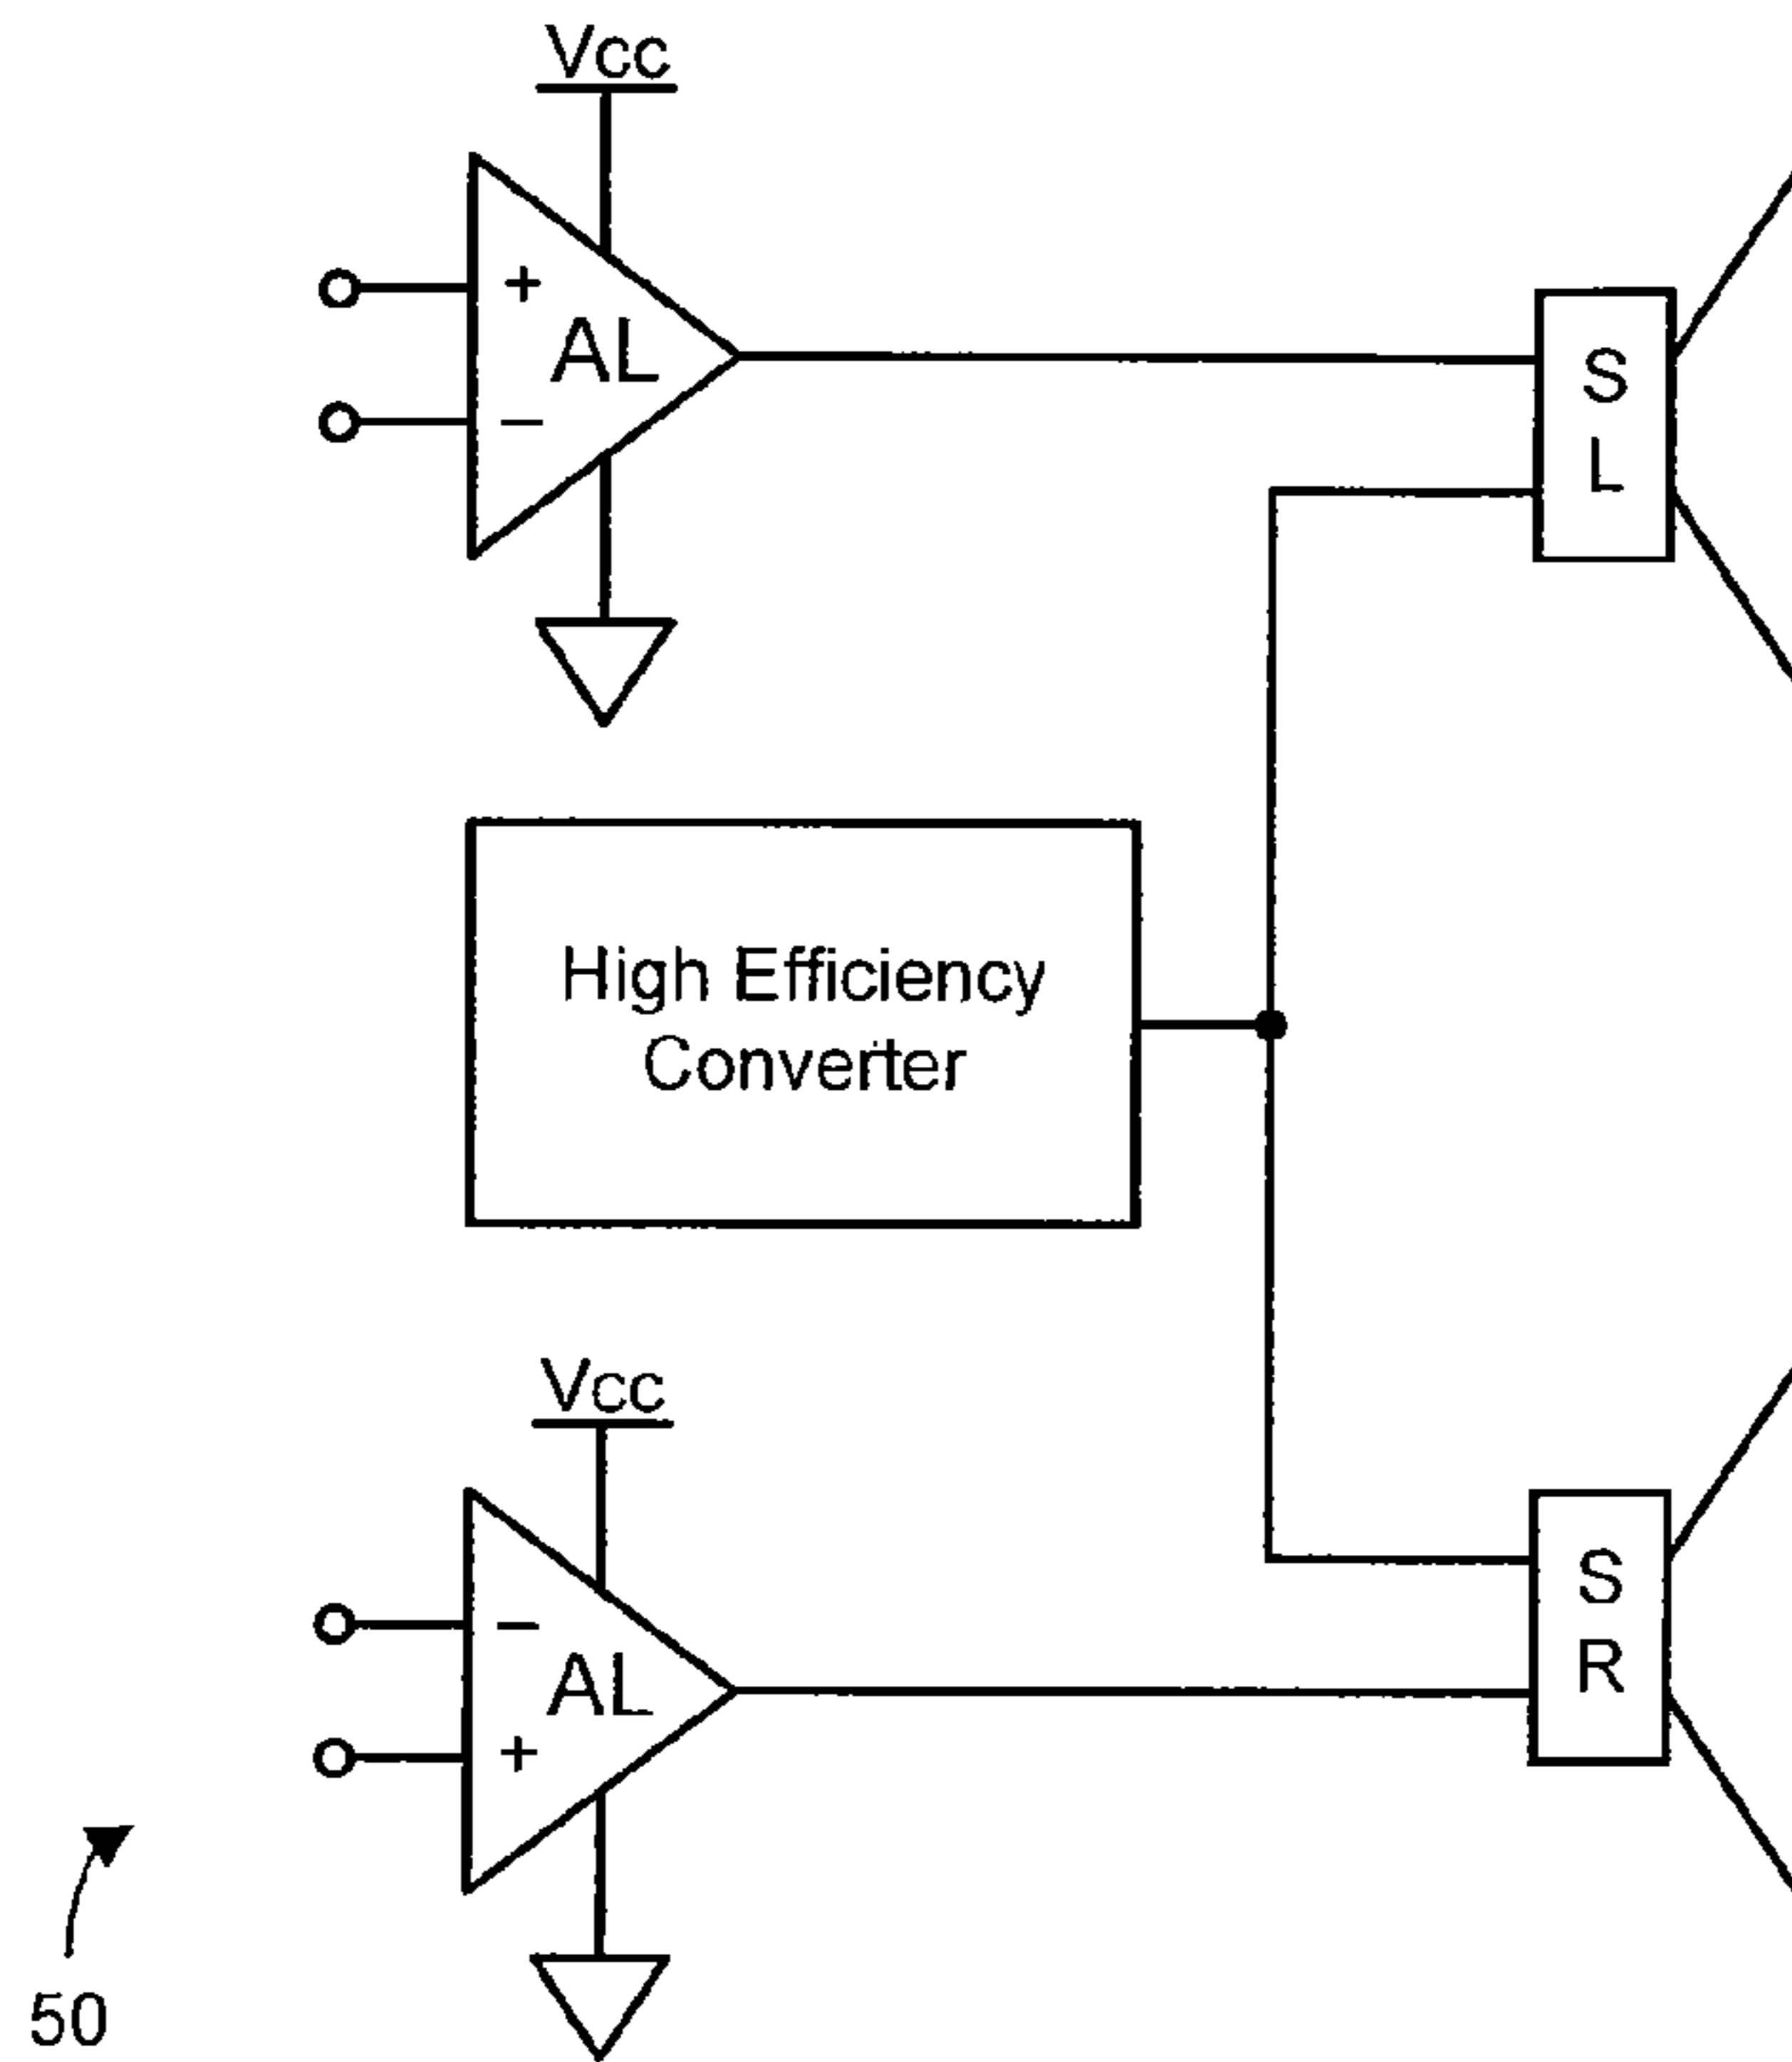 Vcc
+
AL
−
S
L
High Efficiency
Converter
Vcc
−
AL
+
S
R
50